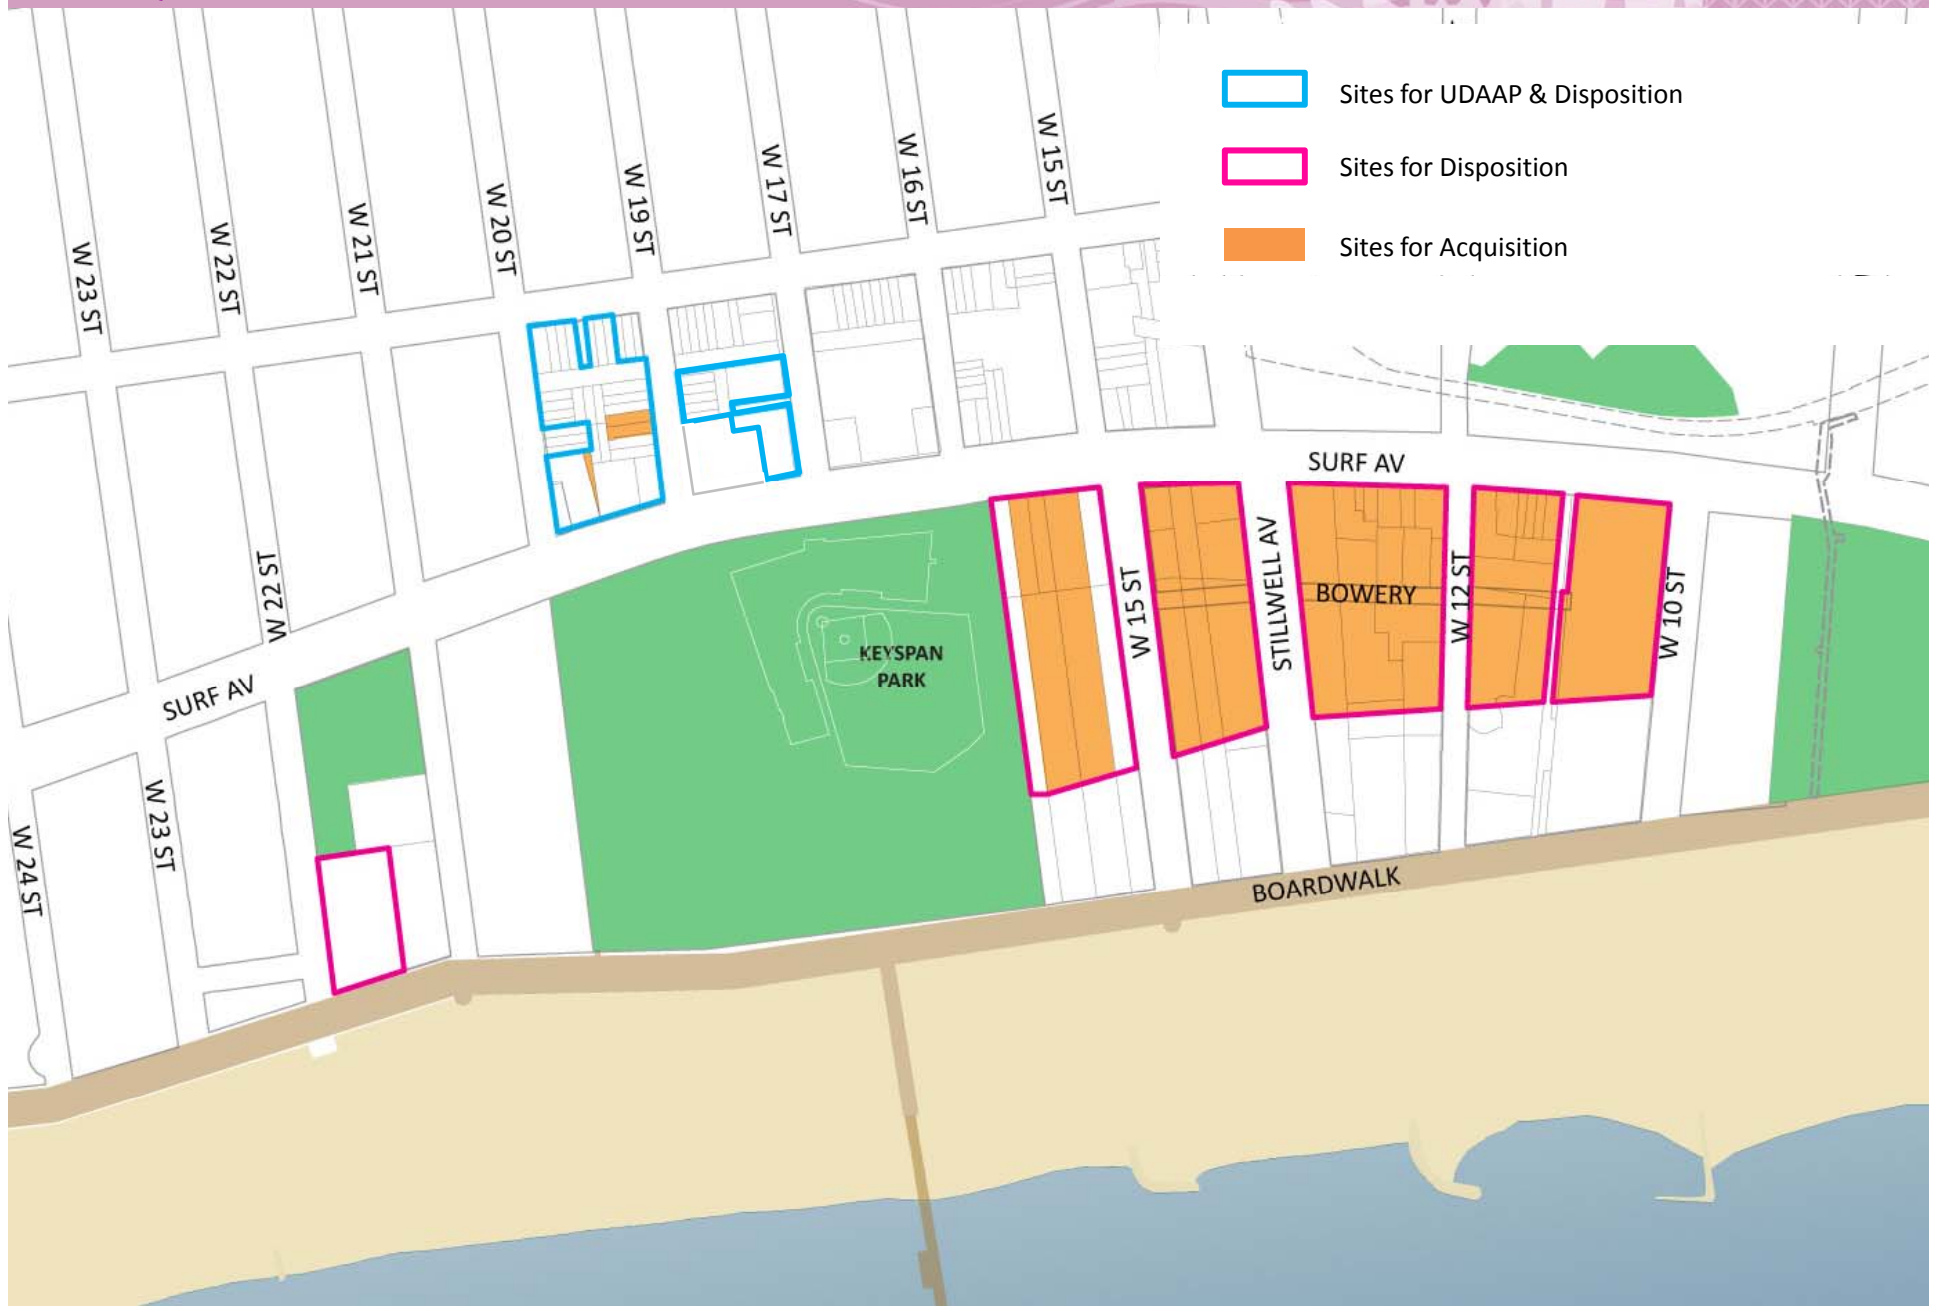 Sites for UDAAP & Disposition
Sites for Disposition
Sites for Acquisition
W 15 ST
W 16 ST
W 17 ST
W 19 ST
W 20 ST
W 21 ST
W 22 ST
W 23 ST
SURF AV
STILLWELL AV
W 22 ST
W 15 ST
BOWERY
W 12 ST
W 10 ST
KEYSPAN
PARK
SURF AV
W 23 ST
W 24 ST
BOARDWALK